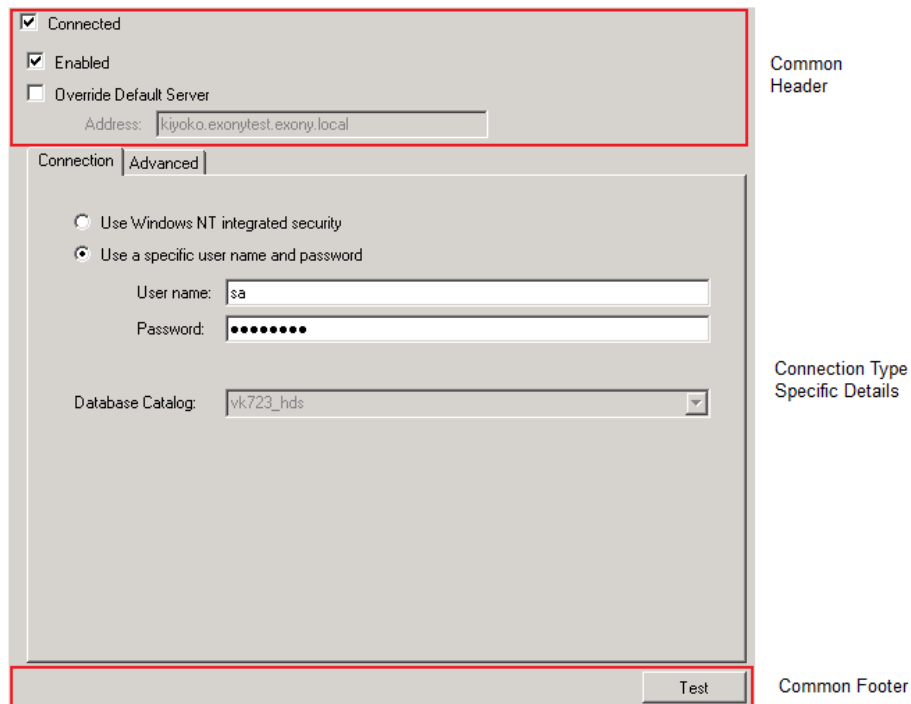 Connected
Enabled
Override Default Server
Address: kiyoko.exonytest.exony.local
Common
Header
Connection Advanced
Use Windows NT integrated security
Use a specific user name and password
User name: sa
Password: ●●●●●●●●
Database Catalog: vk723_hds
Connection Type
Specific Details
Test
Common Footer